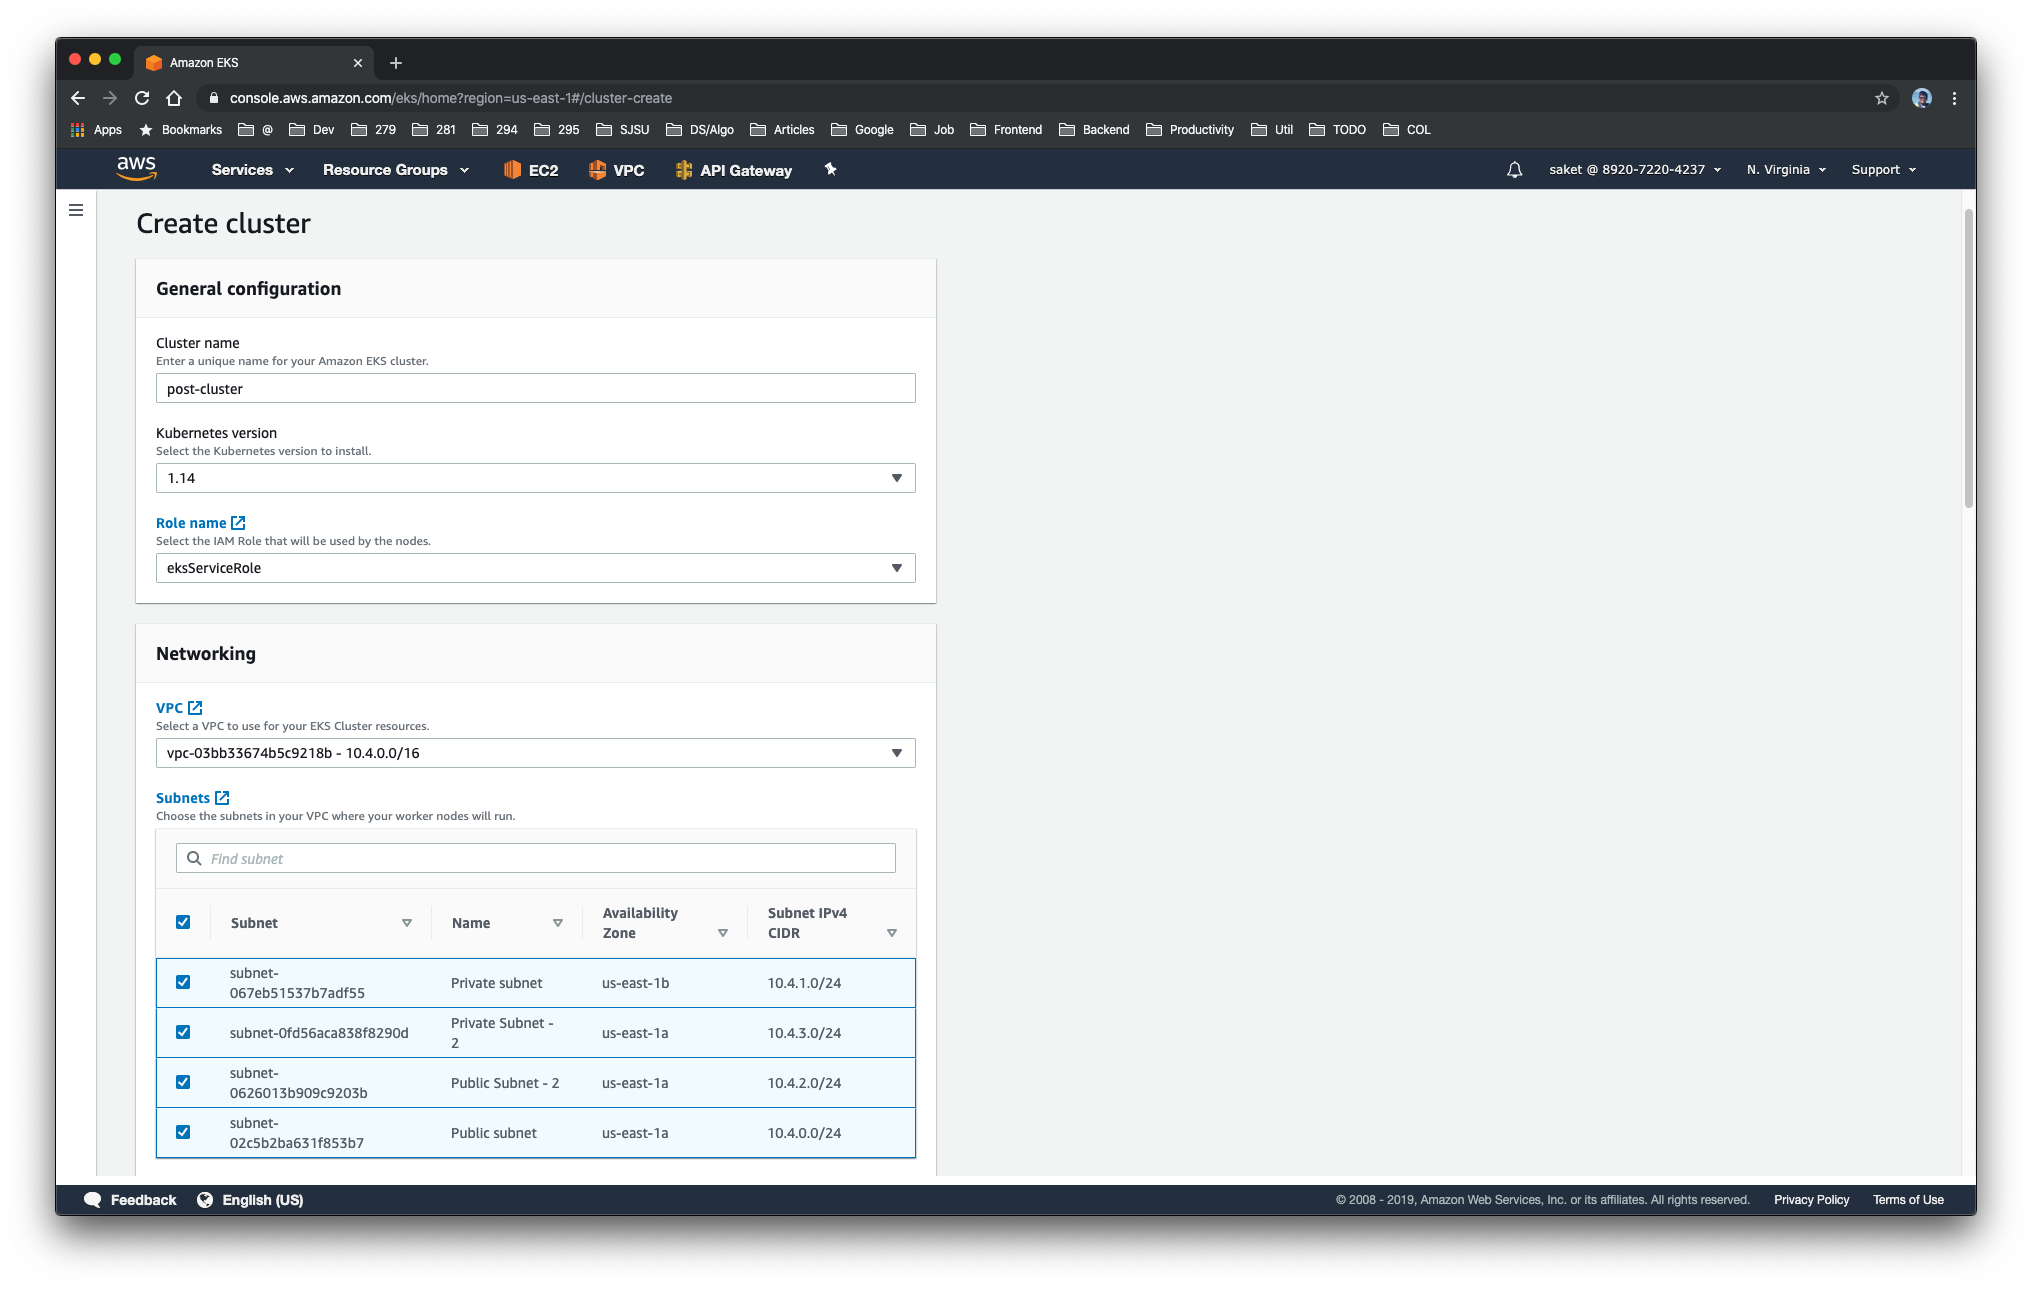 Amazon EKS
console.aws.amazon.com/eks/home?region=us-east-1#/cluster-create
Apps Bookmarks @ Dev 279 281 294 295 SJSU DS/Algo Articles Google Job Frontend Backend Productivity Util TODO COL
aws Services Resource Groups EC2 VPC API Gateway saket @ 8920-7220-4237 N. Virginia Support
Create cluster
General configuration
Cluster name
Enter a unique name for your Amazon EKS cluster.
post-cluster
Kubernetes version
Select the Kubernetes version to install.
1.14
Role name
Select the IAM Role that will be used by the nodes.
eksServiceRole
Networking
VPC
Select a VPC to use for your EKS Cluster resources.
vpc-03bb33674b5c9218b - 10.4.0.0/16
Subnets
Choose the subnets in your VPC where your worker nodes will run.
Find subnet
Subnet Name Availability Zone Subnet IPv4 CIDR
subnet-067eb51537b7adf55 Private subnet us-east-1b 10.4.1.0/24
subnet-0fd56aca838f8290d Private Subnet - 2 us-east-1a 10.4.3.0/24
subnet-0626013b909c9203b Public Subnet - 2 us-east-1a 10.4.2.0/24
subnet-02c5b2ba631f853b7 Public subnet us-east-1a 10.4.0.0/24
Feedback English (US) © 2008 - 2019, Amazon Web Services, Inc. or its affiliates. All rights reserved. Privacy Policy Terms of Use